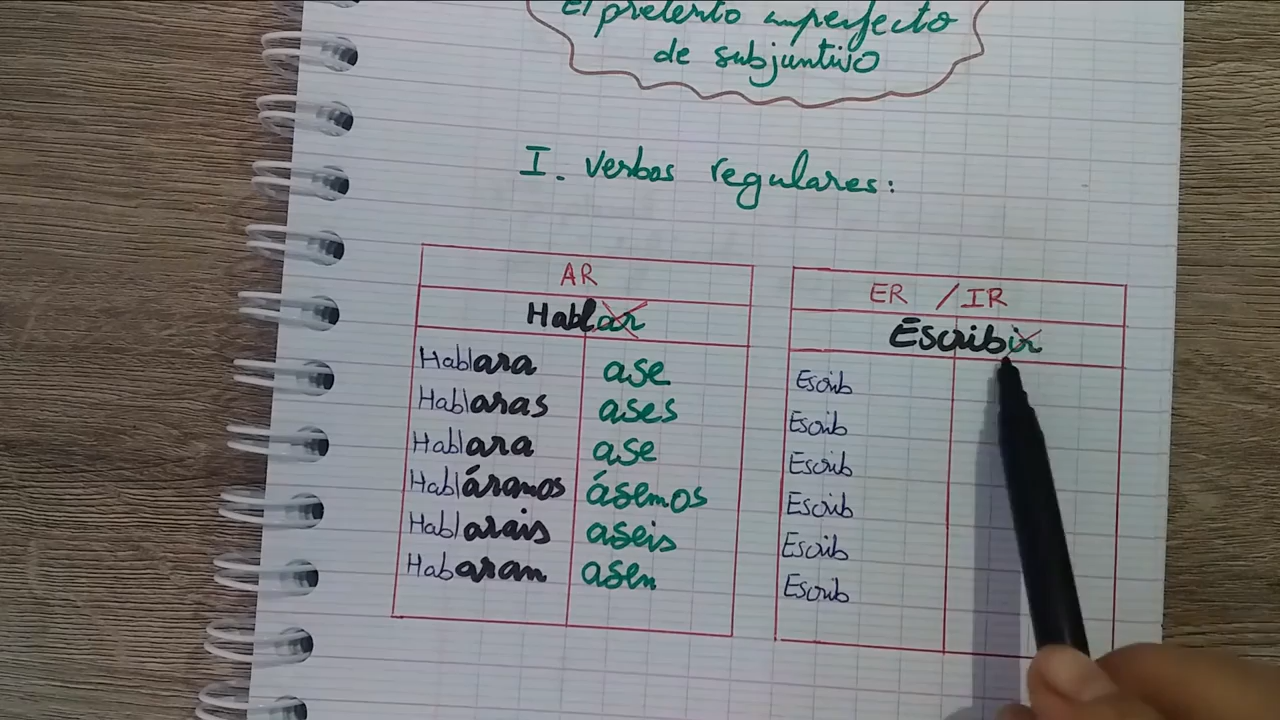 El pretérito imperfecto
de subjuntivo
I. Verbos regulares:
AR
Hablar
Hablara ase
Hablaras ases
Hablara ase
Habláramos ásemos
Hablarais aseis
Habaran asen
ER / IR
Escribir
Escrib
Escrib
Escrib
Escrib
Escrib
Escrib